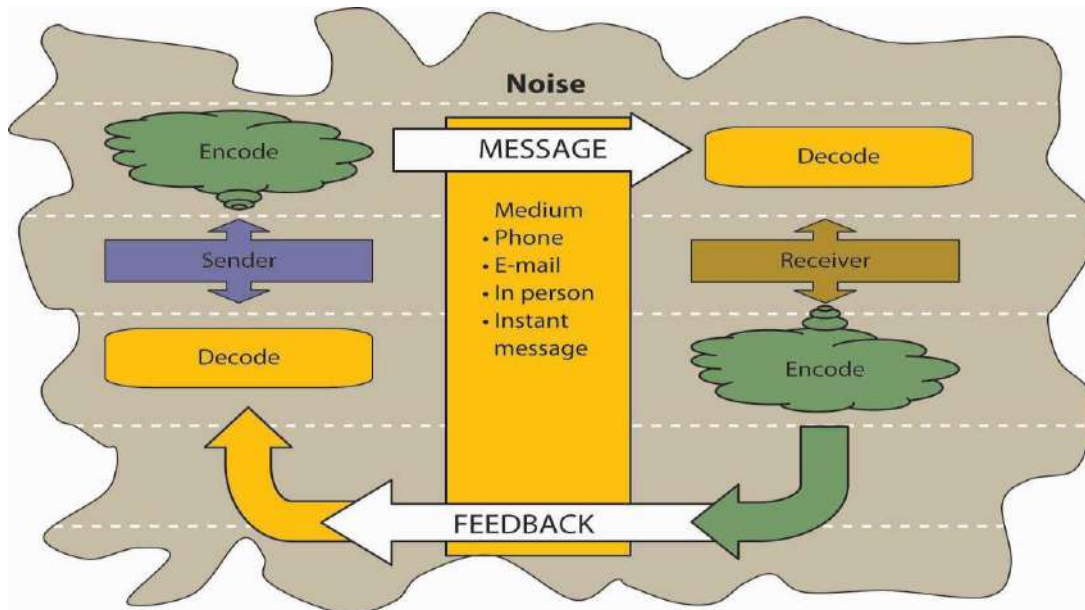 Noise
Encode
MESSAGE
Decode
Medium
• Phone
• E-mail
• In person
• Instant
message
Sender
Receiver
Decode
Encode
FEEDBACK